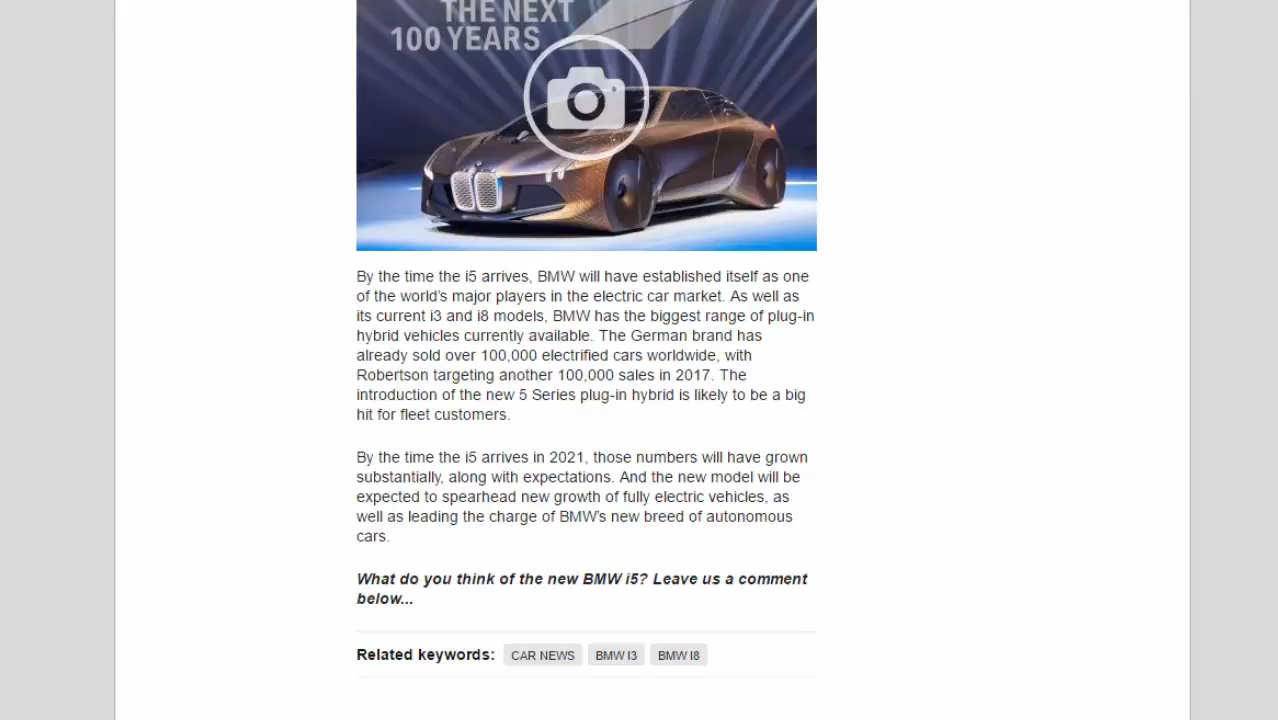 THE NEXT
100 YEARS
By the time the i5 arrives, BMW will have established itself as one
of the world's major players in the electric car market. As well as
its current i3 and i8 models, BMW has the biggest range of plug-in
hybrid vehicles currently available. The German brand has
already sold over 100,000 electrified cars worldwide, with
Robertson targeting another 100,000 sales in 2017. The
introduction of the new 5 Series plug-in hybrid is likely to be a big
hit for fleet customers.
By the time the i5 arrives in 2021, those numbers will have grown
substantially, along with expectations. And the new model will be
expected to spearhead new growth of fully electric vehicles, as
well as leading the charge of BMW's new breed of autonomous
cars.
What do you think of the new BMW i5? Leave us a comment
below...
Related keywords: CAR NEWS BMW I3 BMW I8